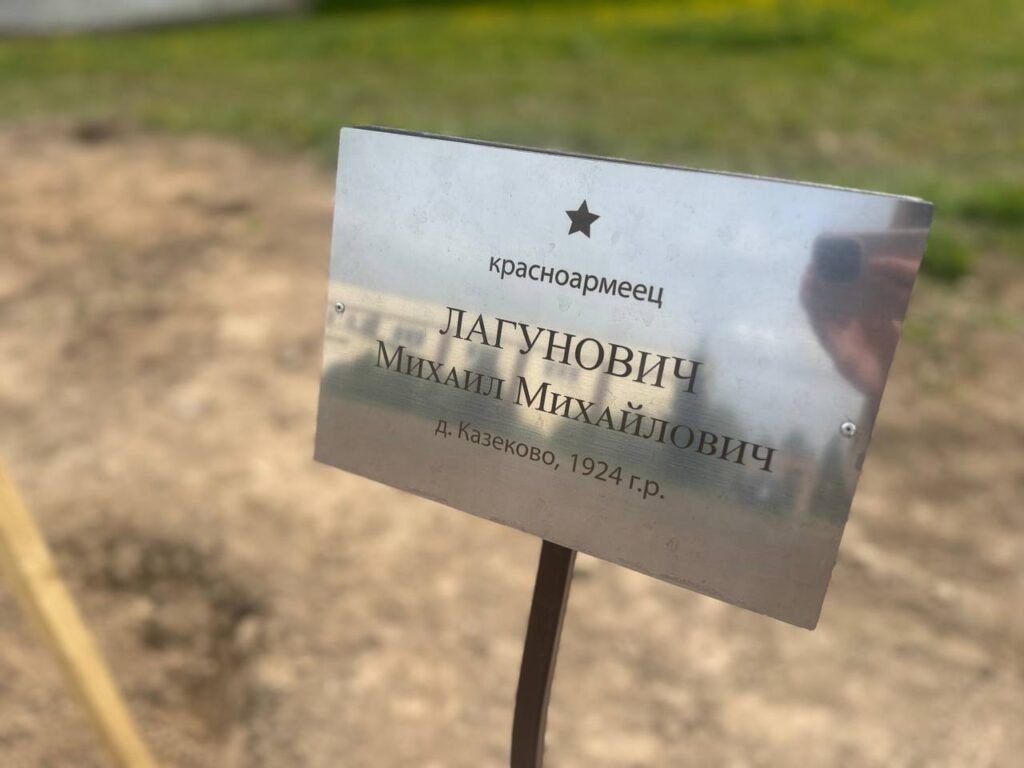 красноармеец
ЛАГУНОВИЧ
Михаил Михайлович
д. Казеково, 1924 г.р.